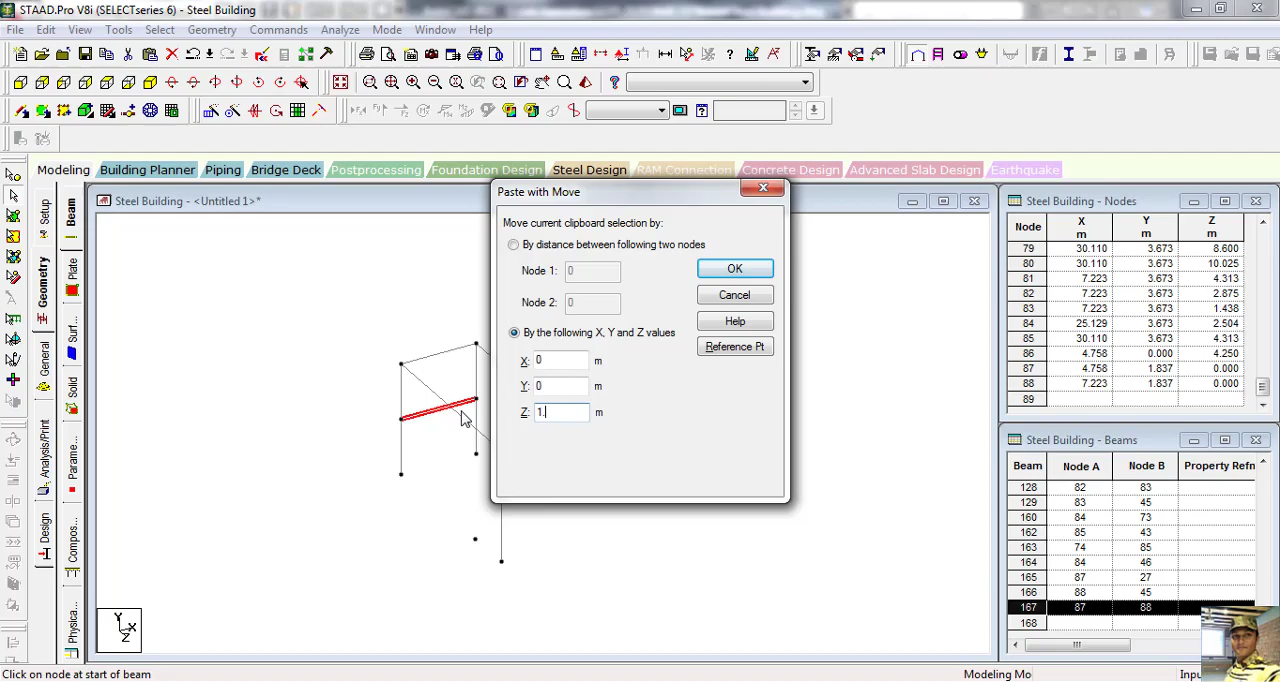 STAAD.Pro V8i (SELECTseries 6) - Steel Building
File Edit View Tools Select Geometry Commands Analyze Mode Window Help
Modeling Building Planner Piping Bridge Deck Postprocessing Foundation Design Steel Design RAM Connection Concrete Design Advanced Slab Design Earthquake
Setup
Geometry
General
Analysis/Print
Design
Beam
Plate
Surf...
Solid
Parame...
Compos...
Physica...
Steel Building - <Untitled 1>*
Paste with Move
Move current clipboard selection by:
By distance between following two nodes
Node 1: 0
Node 2: 0
By the following X, Y and Z values
X: 0 m
Y: 0 m
Z: 1. m
OK
Cancel
Help
Reference Pt
Y
X
Z
Steel Building - Nodes
Node X m Y m Z m
79 30.110 3.673 8.600
80 30.110 3.673 10.025
81 7.223 3.673 4.313
82 7.223 3.673 2.875
83 7.223 3.673 1.438
84 25.129 3.673 2.504
85 30.110 3.673 4.313
86 4.758 0.000 4.250
87 4.758 1.837 0.000
88 7.223 1.837 0.000
89
Steel Building - Beams
Beam Node A Node B Property Refn
128 82 83
129 83 45
160 84 73
162 85 43
163 74 85
164 84 46
165 87 27
166 88 45
167 87 88
168
Click on node at start of beam
Modeling Mo
Inpu